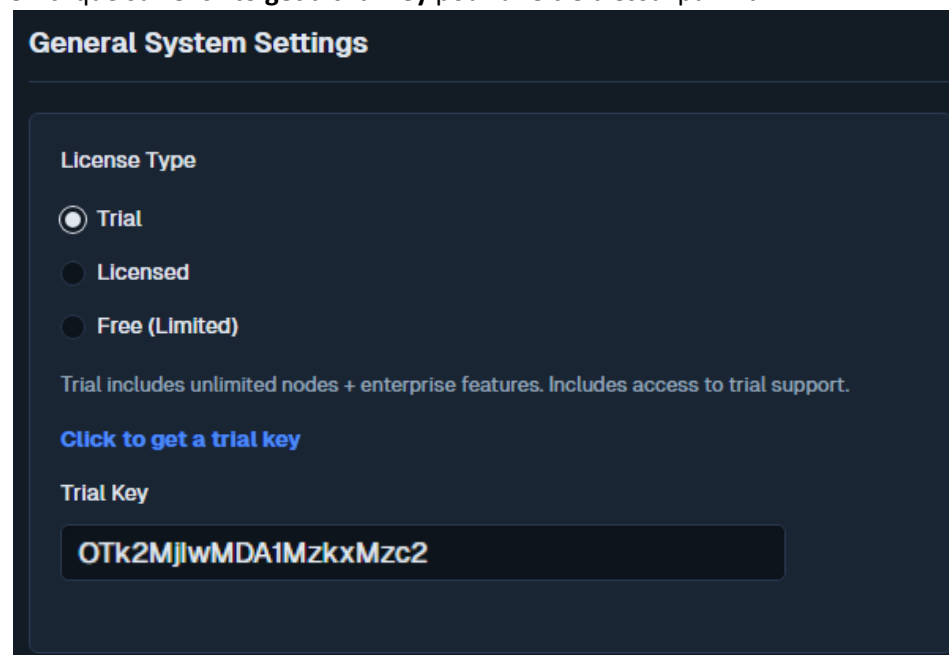 General System Settings
License Type
Trial
Licensed
Free (Limited)
Trial includes unlimited nodes + enterprise features. Includes access to trial support.
Click to get a trial key
Trial Key
OTk2MjIwMDA1MzkxMzc2